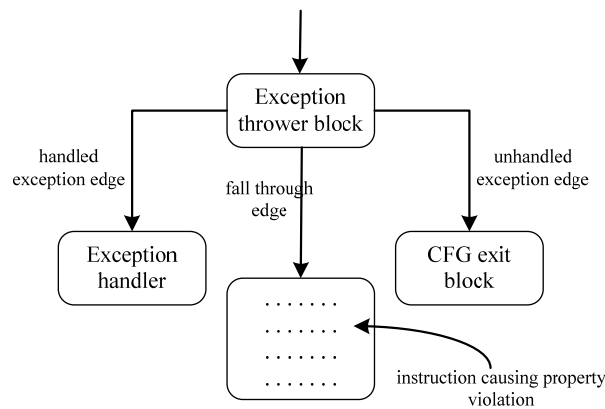 Exception
thrower block
handled
exception edge
fall through
edge
unhandled
exception edge
Exception
handler
CFG exit
block
.......
.......
.......
.......
instruction causing property
violation